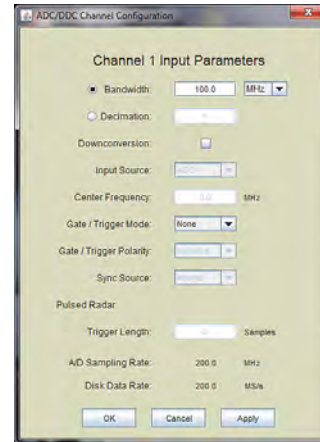 ADC/DDC Channel Configuration
Channel 1 Input Parameters
Bandwidth: 100.0 MHz
Decimation:
Downconversion:
Input Source:
Center Frequency: 0.0 MHz
Gate / Trigger Mode: None
Gate / Trigger Polarity:
Sync Source:
Pulsed Radar
Trigger Length: Samples
A/D Sampling Rate: 200.0 MHz
Disk Data Rate: 200.0 MS/s
OK Cancel Apply